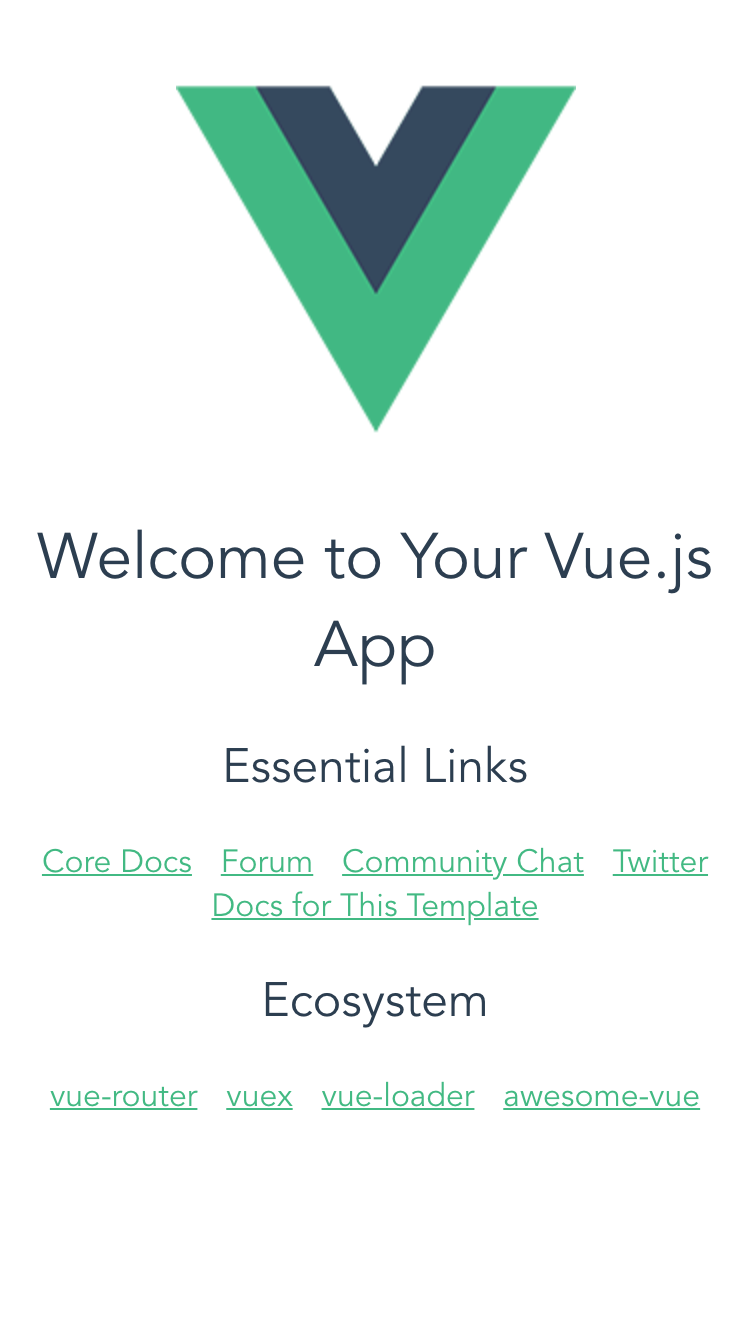 Welcome to Your Vue.js
App
Essential Links
Core Docs Forum Community Chat Twitter
Docs for This Template
Ecosystem
vue-router vuex vue-loader awesome-vue